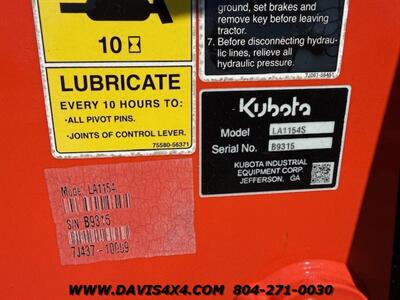 10
LUBRICATE
EVERY 10 HOURS TO:
-ALL PIVOT PINS.
-JOINTS OF CONTROL LEVER.
75580-56371
ground, set brakes and
remove key before leaving
tractor.
7. Before disconnecting hydrau-
lic lines, relieve all
hydraulic pressure.
Kubota
Model LA1154S
Serial No. B9315
KUBOTA INDUSTRIAL
EQUIPMENT CORP.
JEFFERSON, GA
Mode LA1154
S/N B9315
7J437-10009
WWW.DAVIS4X4.COM 804-271-0030